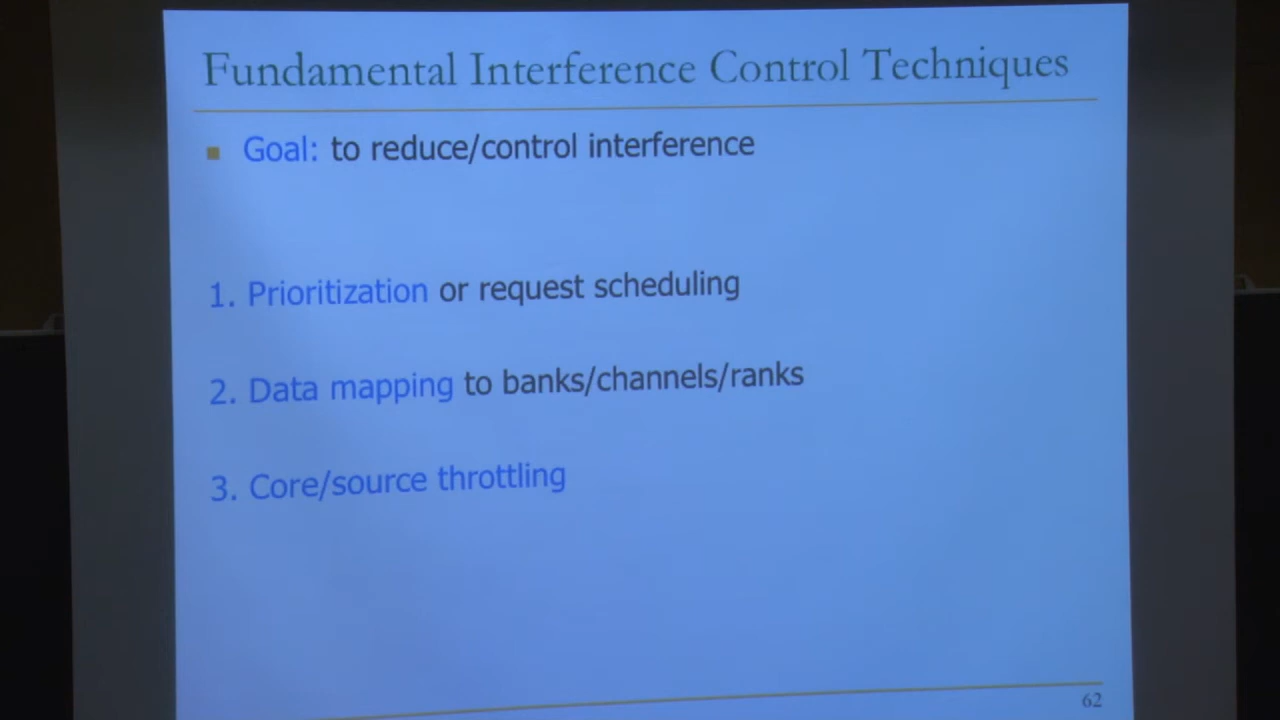 Fundamental Interference Control Techniques
Goal: to reduce/control interference
1. Prioritization or request scheduling
2. Data mapping to banks/channels/ranks
3. Core/source throttling
62